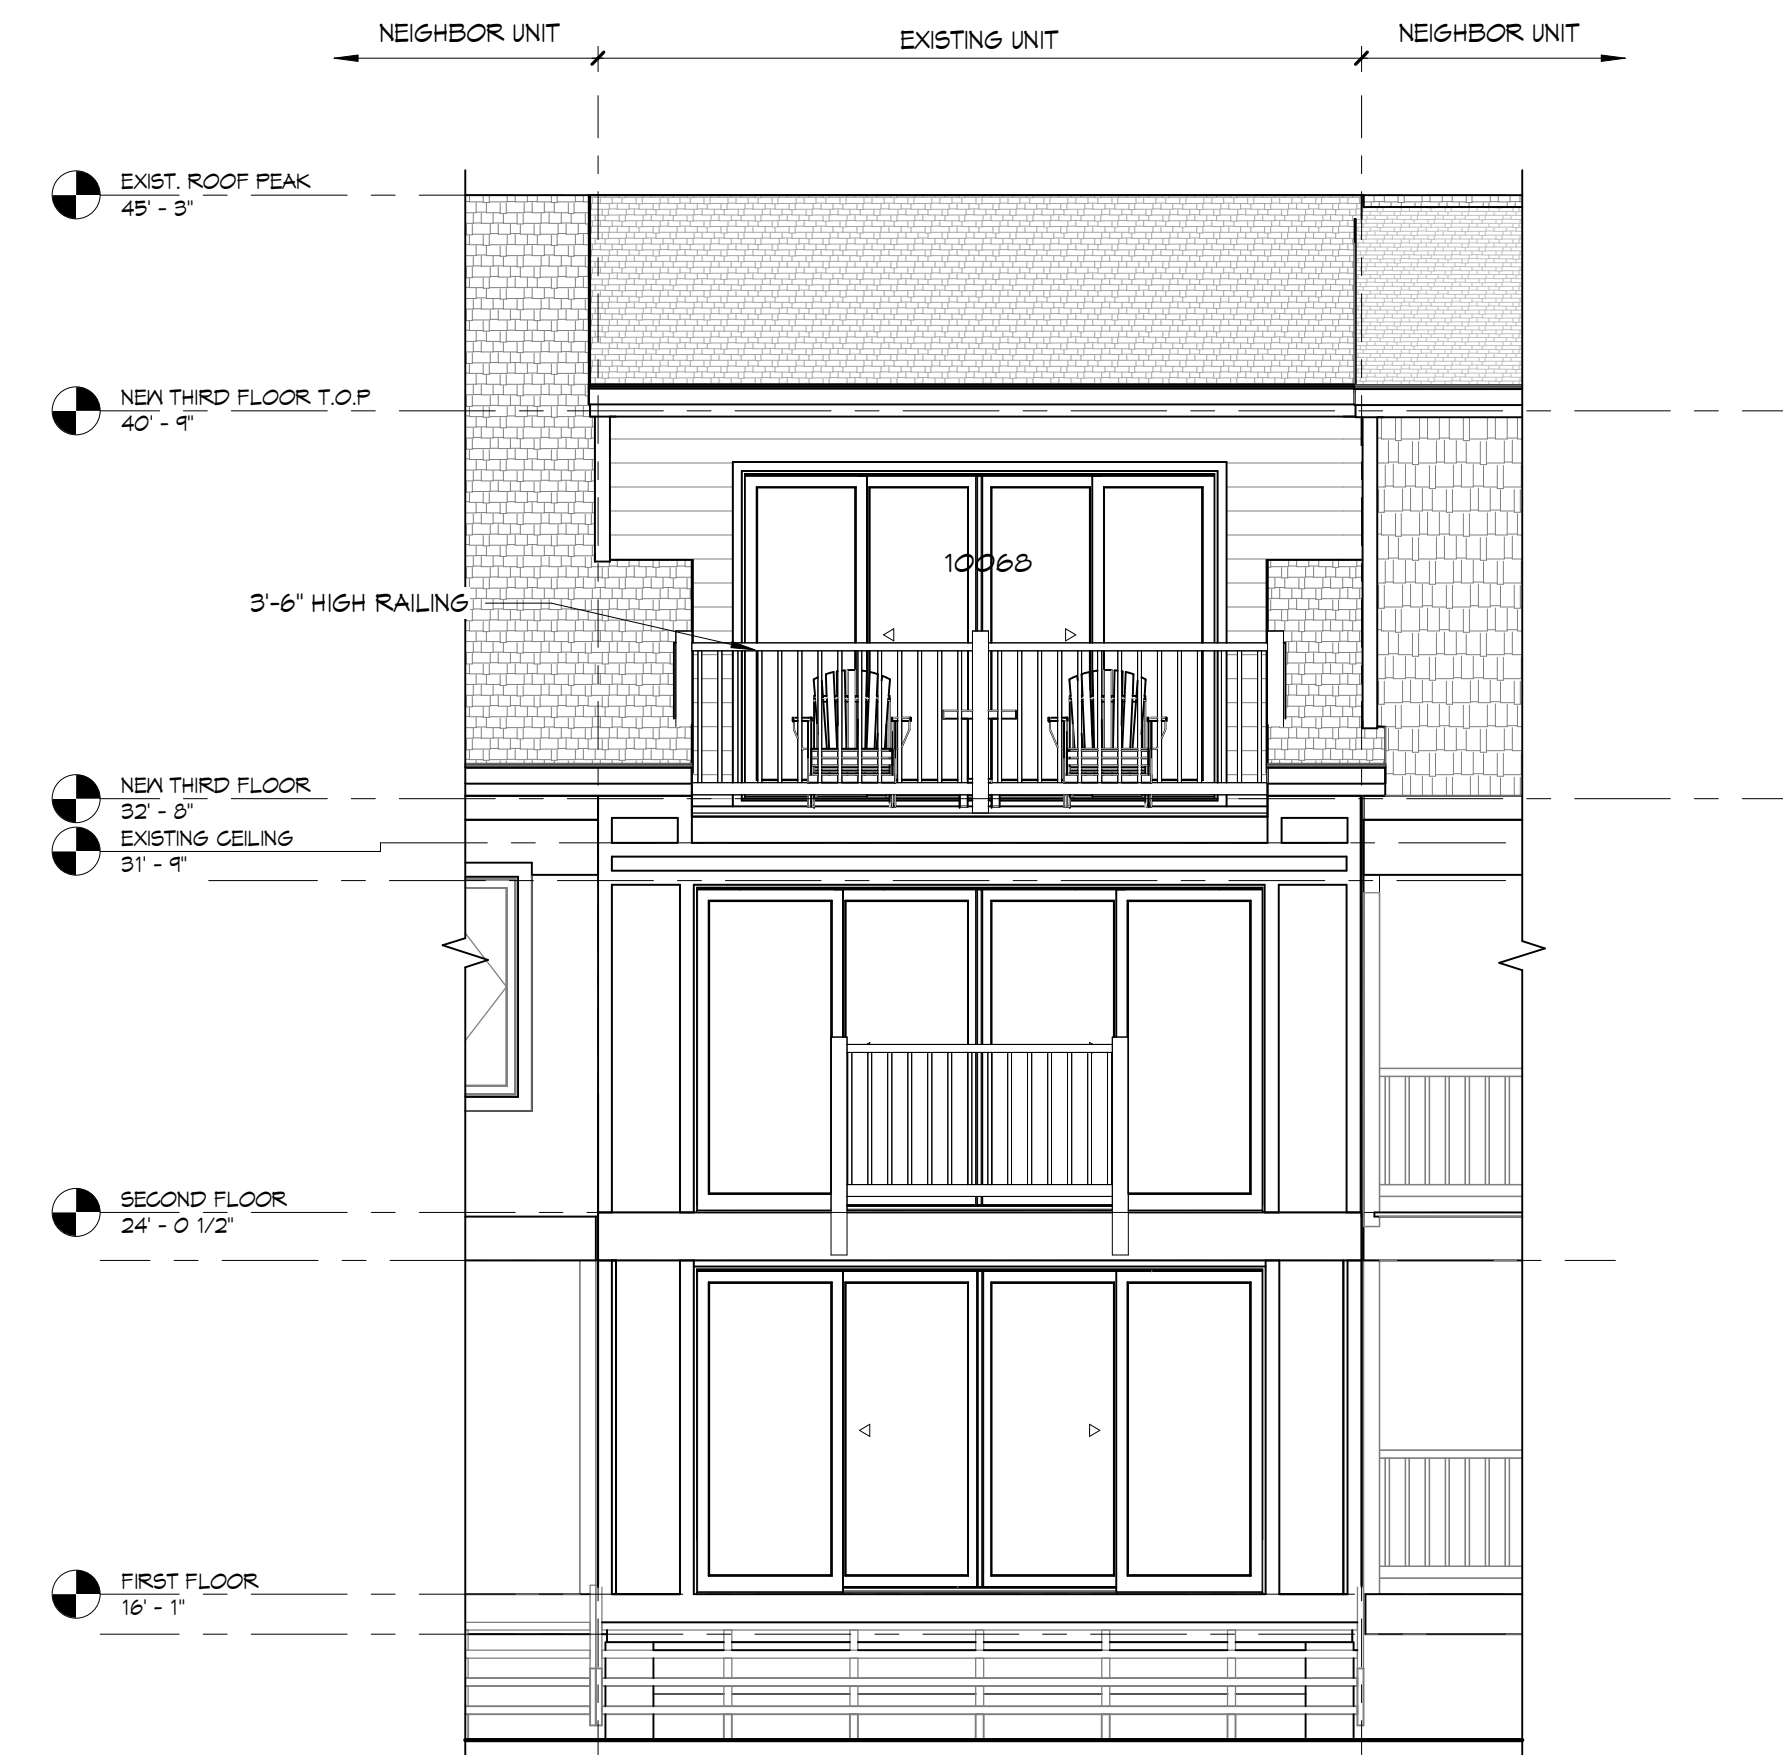 NEIGHBOR UNIT
EXISTING UNIT
NEIGHBOR UNIT
EXIST. ROOF PEAK
45' - 3"
NEW THIRD FLOOR T.O.P
40' - 9"
10068
3'-6" HIGH RAILING
NEW THIRD FLOOR
32' - 8"
EXISTING CEILING
31' - 9"
SECOND FLOOR
24' - 0 1/2"
FIRST FLOOR
16' - 1"